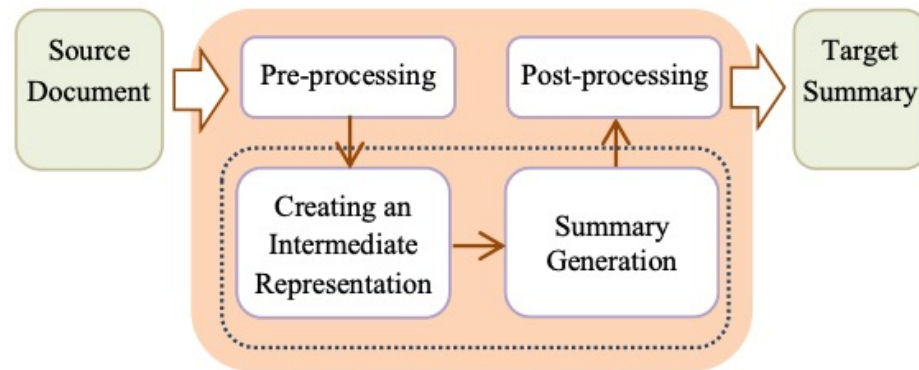 Source
Document
Pre-processing
Post-processing
Target
Summary
Creating an
Intermediate
Representation
Summary
Generation